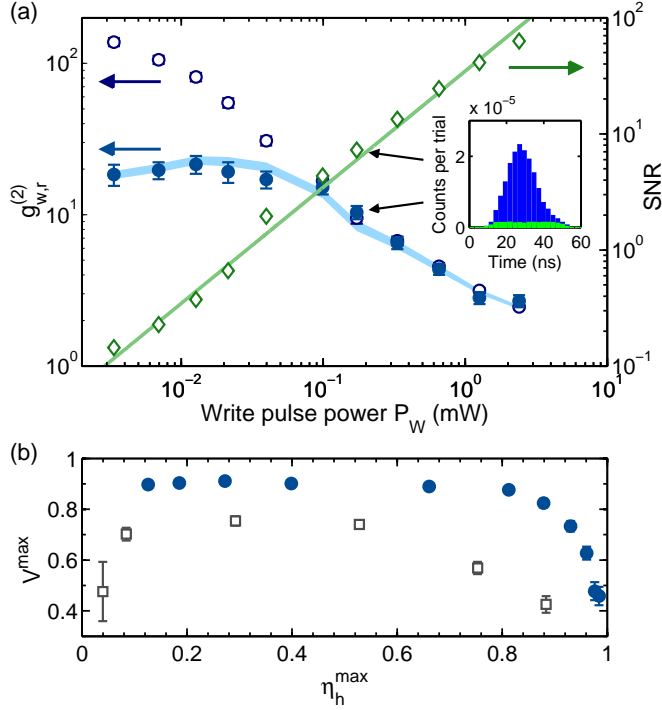 (a)
10^2
10^1
10^0
g_{w,r}^{(2)}
10^2
10^1
10^0
10^{-1}
SNR
x 10^{-5}
2
0
Counts per trial
0 20 40 60
Time (ns)
10^{-2} 10^{-1} 10^0 10^1
Write pulse power P_W (mW)
(b)
1
0.8
0.6
0.4
V^{max}
0 0.2 0.4 0.6 0.8 1
η_h^{max}